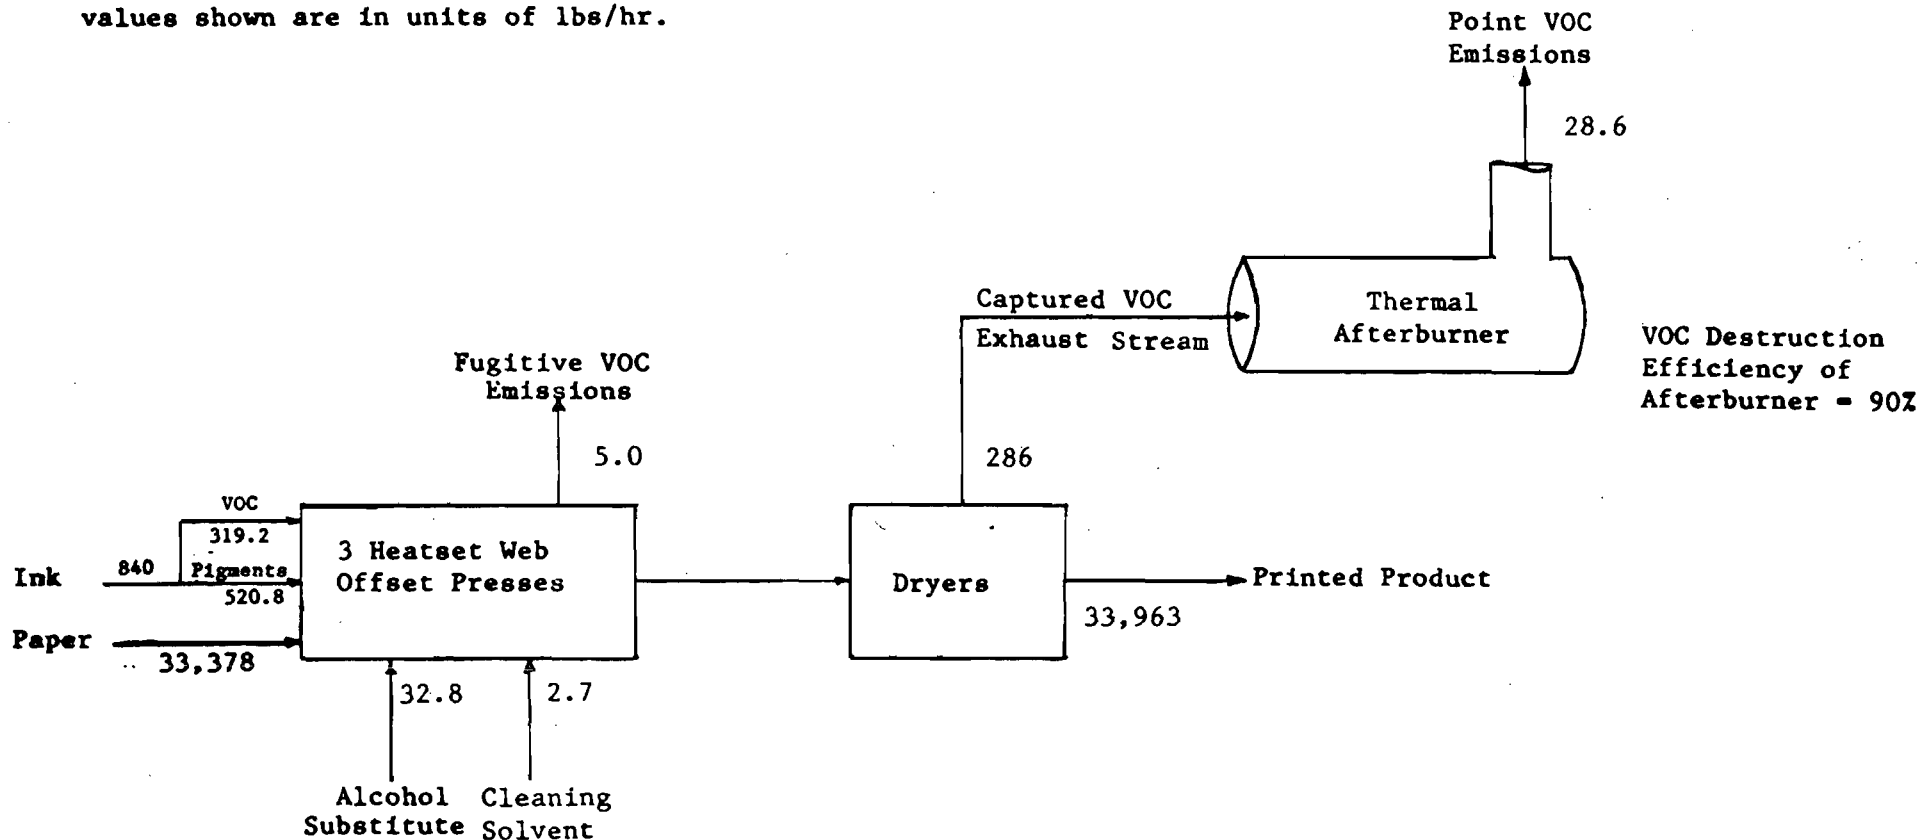 values shown are in units of lbs/hr.
Point VOC
Emissions
28.6
Captured VOC
Exhaust Stream
Thermal
Afterburner
VOC Destruction
Efficiency of
Afterburner = 90%
Fugitive VOC
Emissions
5.0
286
VOC
319.2
Ink
840
Pigments
520.8
3 Heatset Web
Offset Presses
Dryers
Printed Product
33,963
Paper
33,378
32.8
2.7
Alcohol
Substitute
Cleaning
Solvent